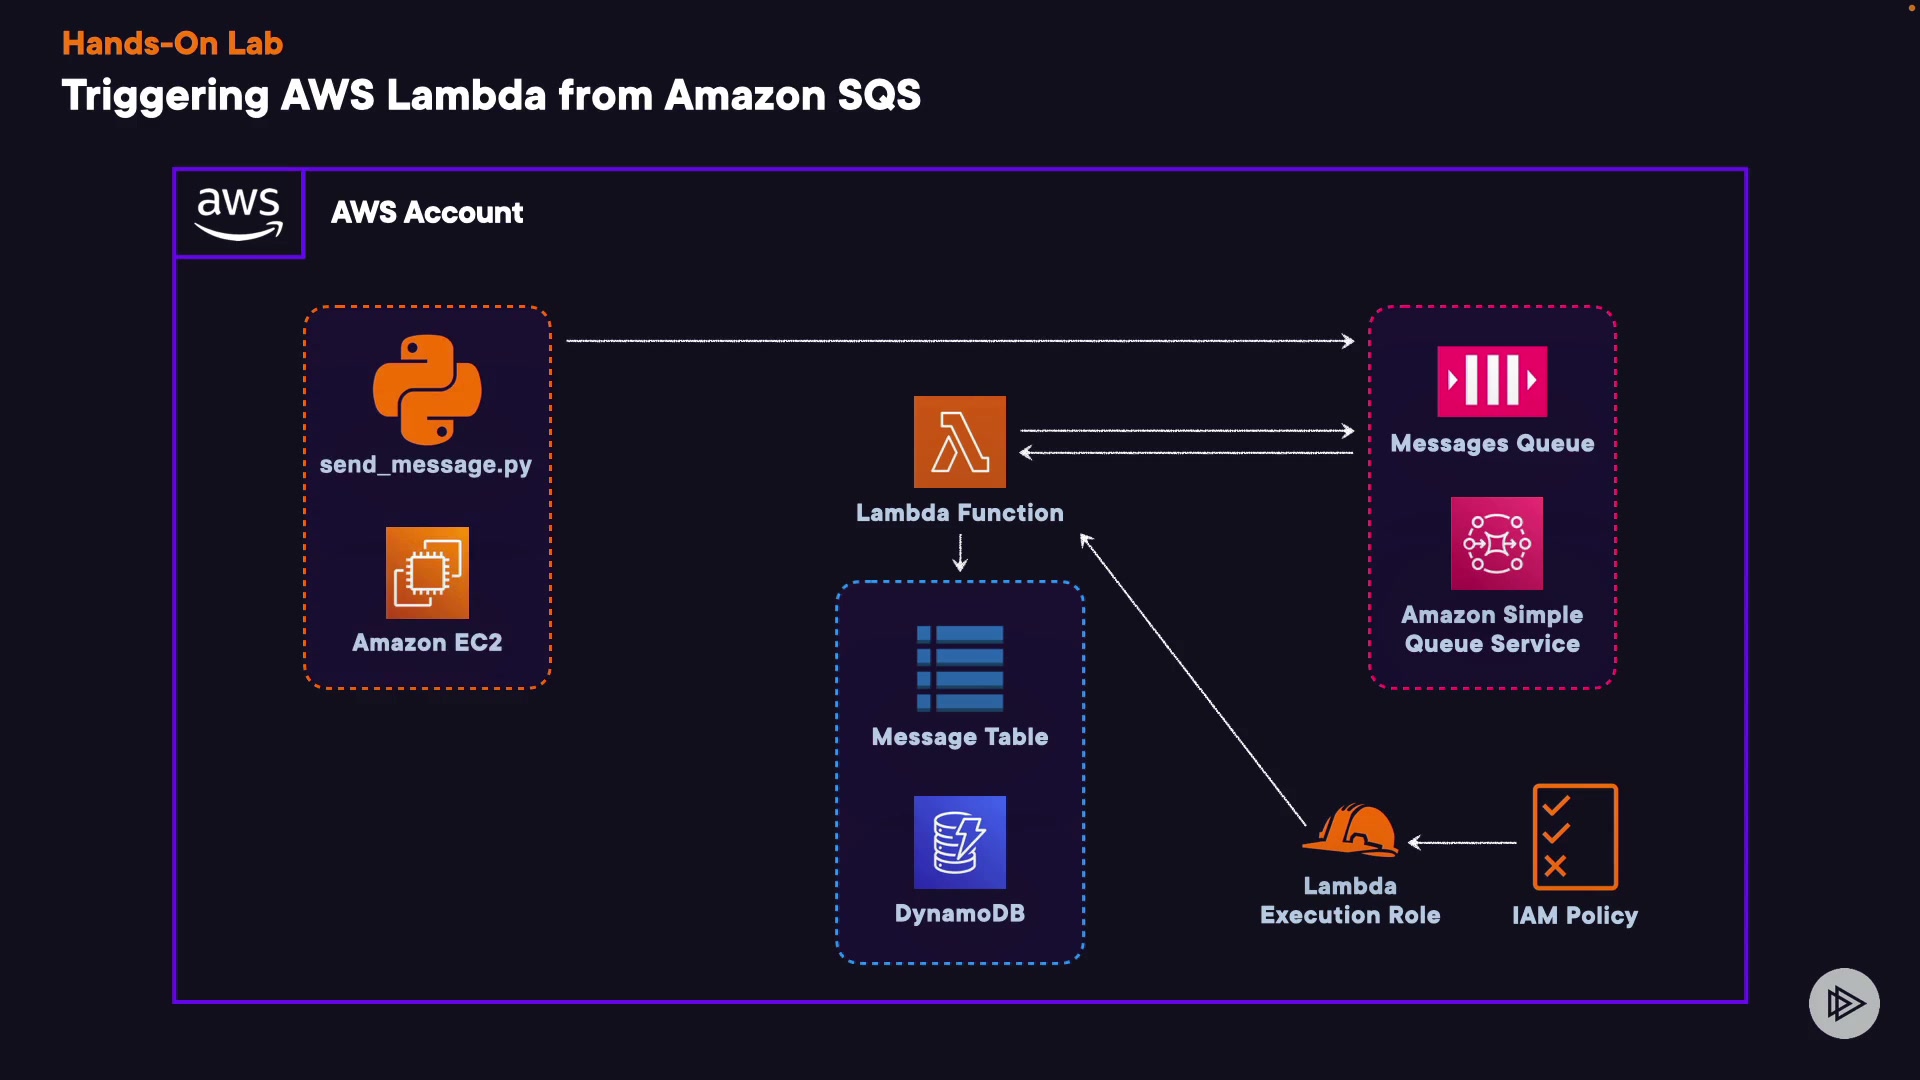 Hands-On Lab
Triggering AWS Lambda from Amazon SQS
aws
AWS Account
send_message.py
Amazon EC2
Lambda Function
Messages Queue
Amazon Simple
Queue Service
Message Table
DynamoDB
Lambda
Execution Role
IAM Policy